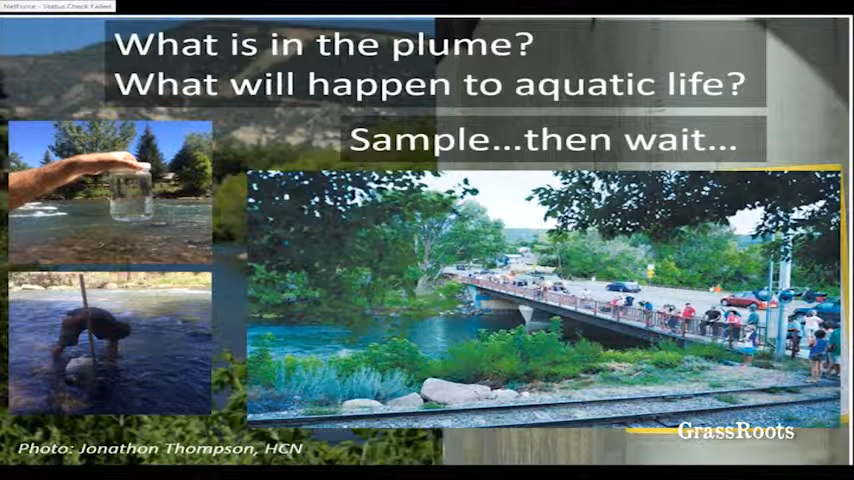 NetForce - Status Check Failed
What is in the plume?
What will happen to aquatic life?
Sample...then wait...
GrassRoots
Photo: Jonathon Thompson, HCN